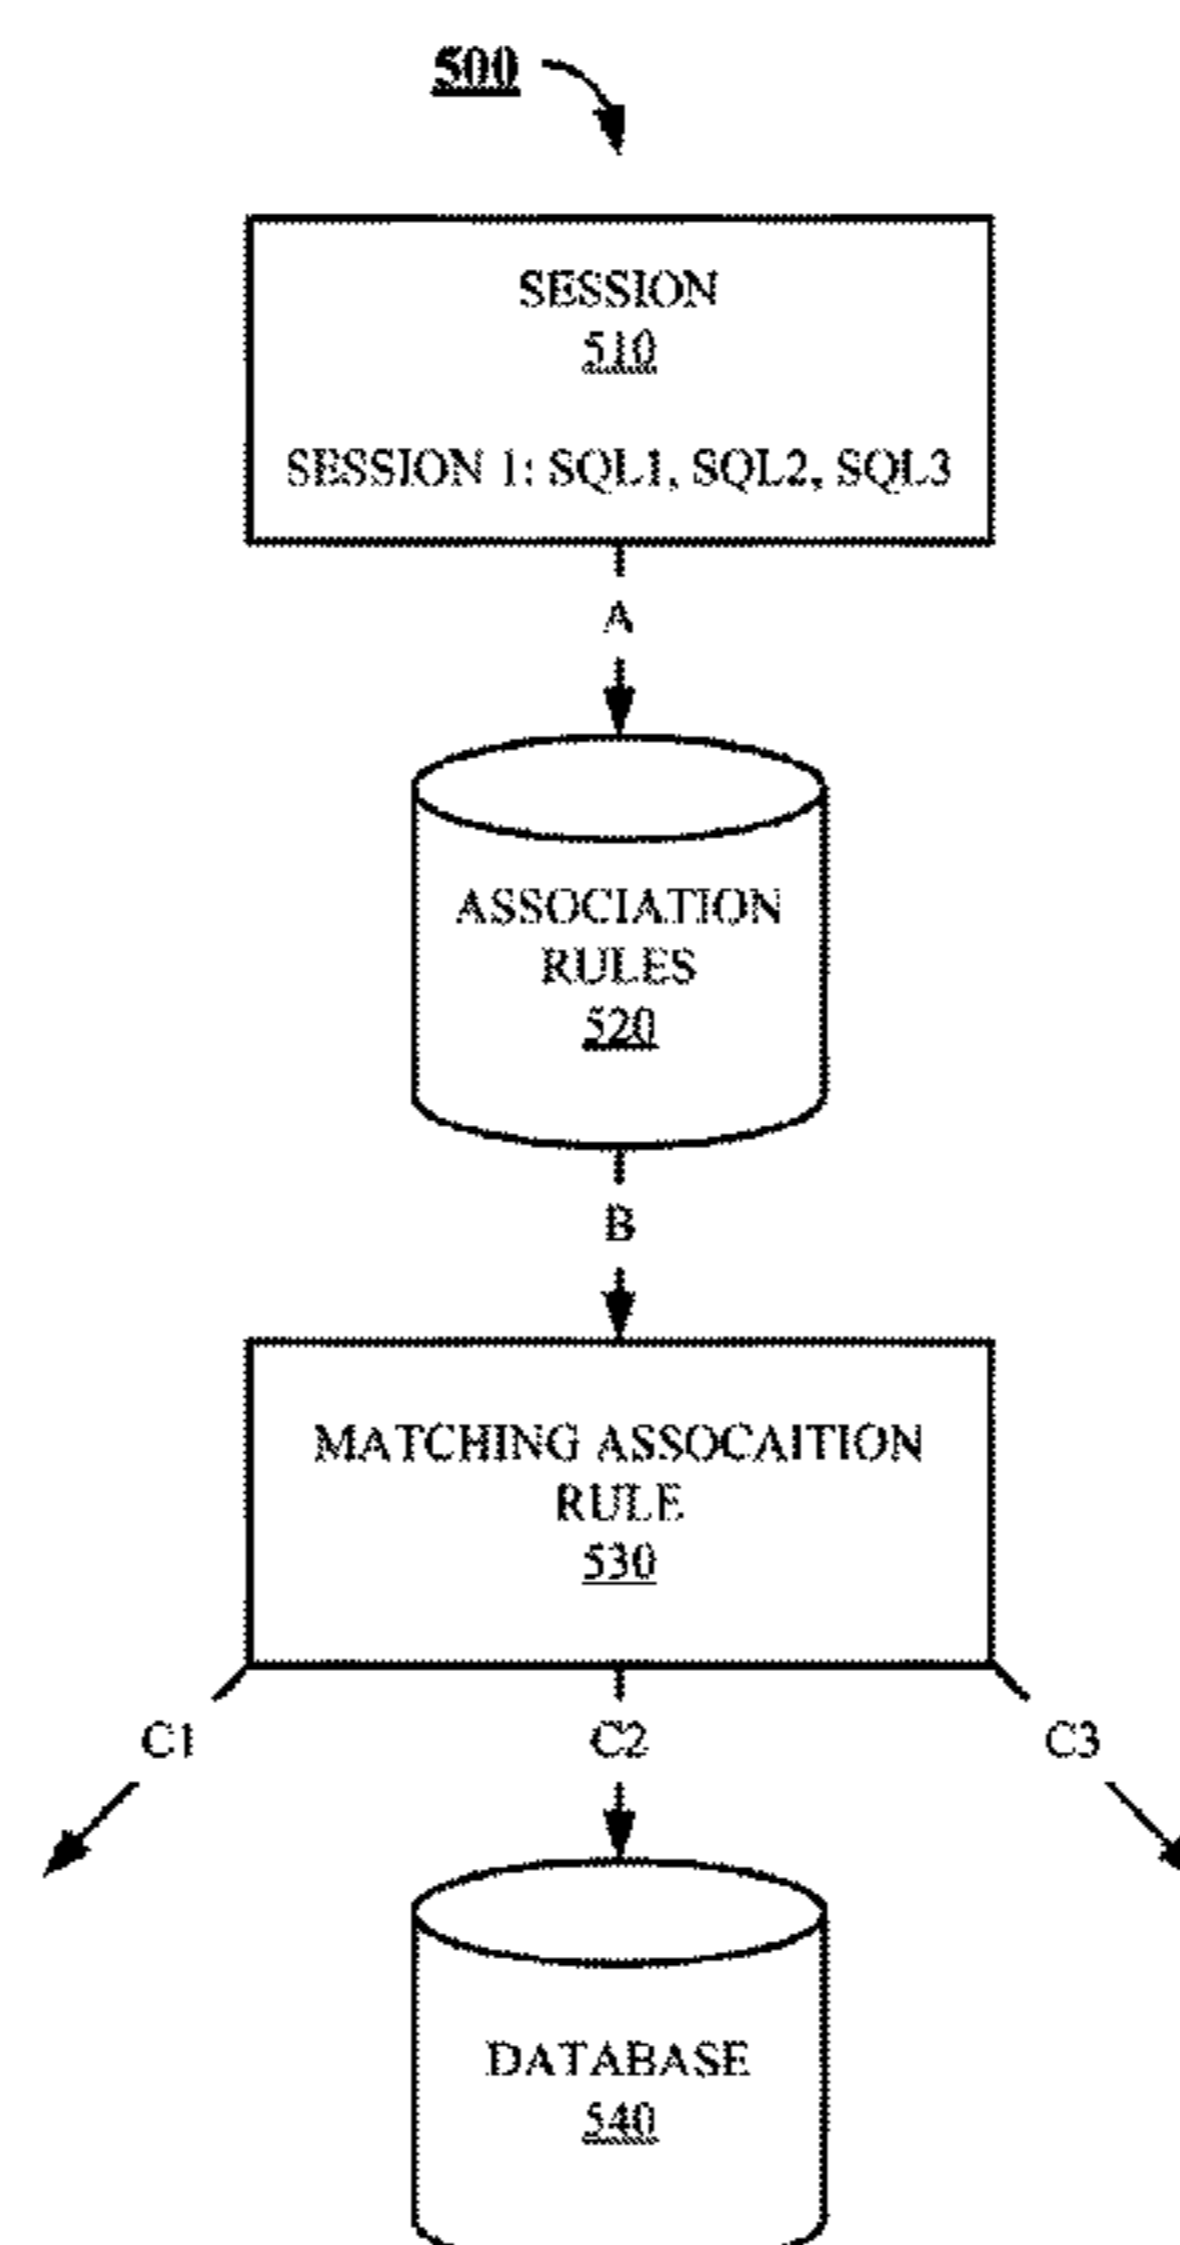 500
SESSION
510
SESSION 1: SQL1, SQL2, SQL3
A
ASSOCIATION
RULES
520
B
MATCHING ASSOCAITION
RULE
530
C1 C2 C3
DATABASE
540